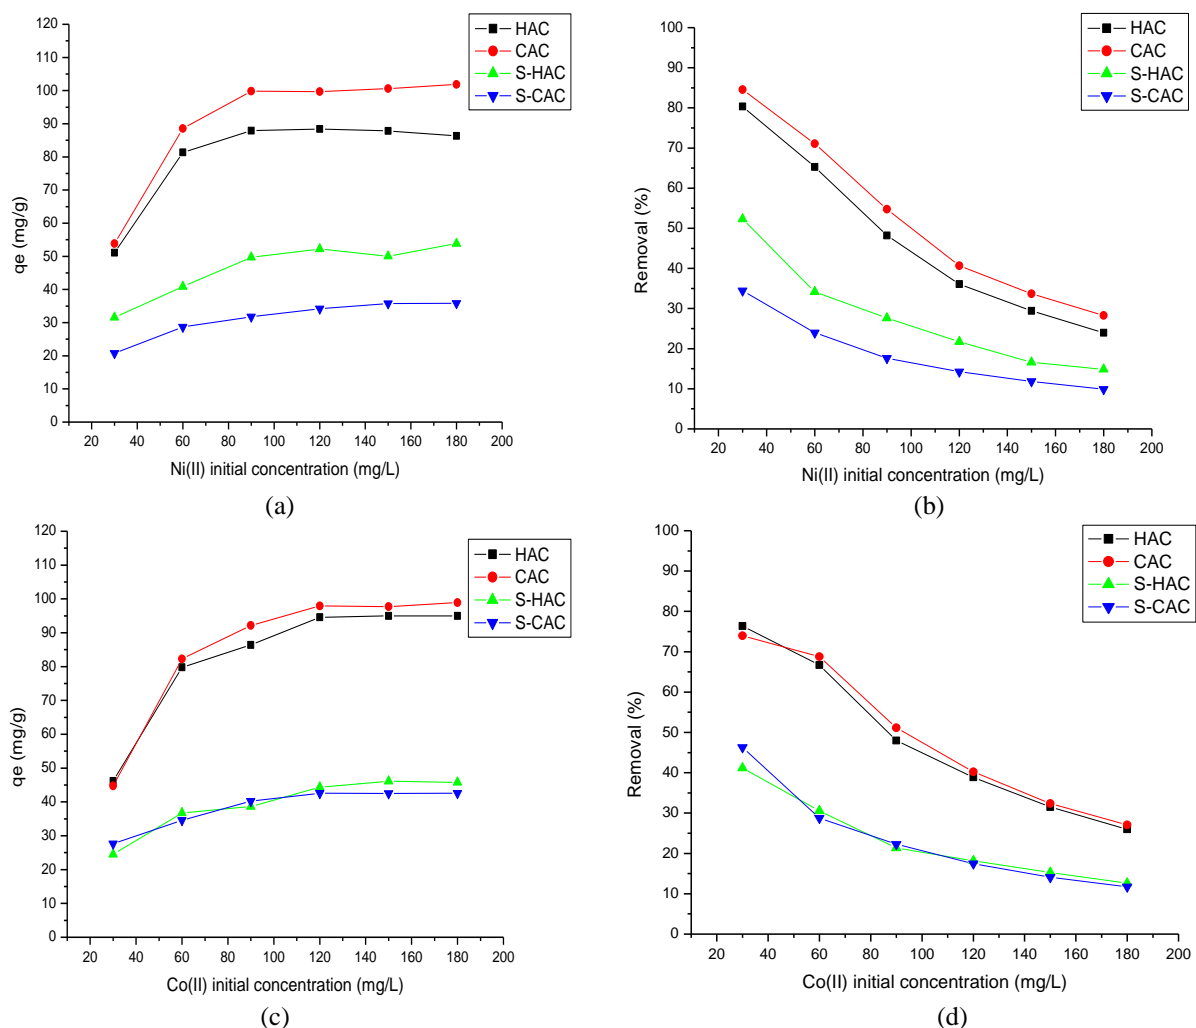 120
110
100
90
80
70
60
50
40
30
20
10
0
qe (mg/g)
HAC
CAC
S-HAC
S-CAC
20 40 60 80 100 120 140 160 180 200
Ni(II) initial concentration (mg/L)
(a)
100
90
80
70
60
50
40
30
20
10
0
Removal (%)
HAC
CAC
S-HAC
S-CAC
20 40 60 80 100 120 140 160 180 200
Ni(II) initial concentration (mg/L)
(b)
120
110
100
90
80
70
60
50
40
30
20
10
0
qe (mg/g)
HAC
CAC
S-HAC
S-CAC
20 40 60 80 100 120 140 160 180 200
Co(II) initial concentration (mg/L)
(c)
100
90
80
70
60
50
40
30
20
10
0
Removal (%)
HAC
CAC
S-HAC
S-CAC
20 40 60 80 100 120 140 160 180 200
Co(II) initial concentration (mg/L)
(d)